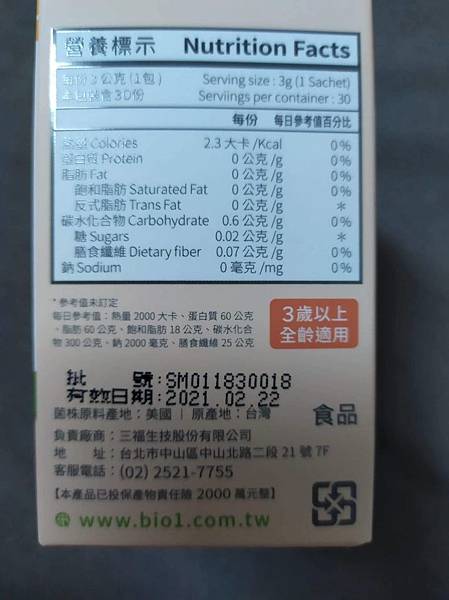 營養標示 Nutrition Facts
每份 3 公克 (1包) Serving size : 3g (1 Sachet)
本包裝含 30份 Serviings per container : 30
每份 每日參考值百分比
熱量 Calories 2.3 大卡 /Kcal 0%
蛋白質 Protein 0 公克 /g 0%
脂肪 Fat 0 公克 /g 0%
飽和脂肪 Saturated Fat 0 公克 /g 0%
反式脂肪 Trans Fat 0 公克 /g *
碳水化合物 Carbohydrate 0.6 公克 /g 0%
糖 Sugars 0.02 公克 /g *
膳食纖維 Dietary fiber 0.07 公克 /g 0%
鈉 Sodium 0 毫克 /mg 0%
*參考值未訂定
每日參考值：熱量 2000 大卡、蛋白質 60 公克
、脂肪 60 公克、飽和脂肪 18 公克、碳水化合
物 300 公克、鈉 2000 毫克、膳食纖維 25 公克
3歲以上
全齡適用
批 號:SM011830018
有效日期:2021.02.22
菌株原料產地：美國 | 原產地：台灣
食品
負責廠商：三福生技股份有限公司
地 址：台北市中山區中山北路二段 21 號 7F
客服電話：(02) 2521-7755
【本產品已投保產物責任險 2000 萬元整】
www.bio1.com.tw